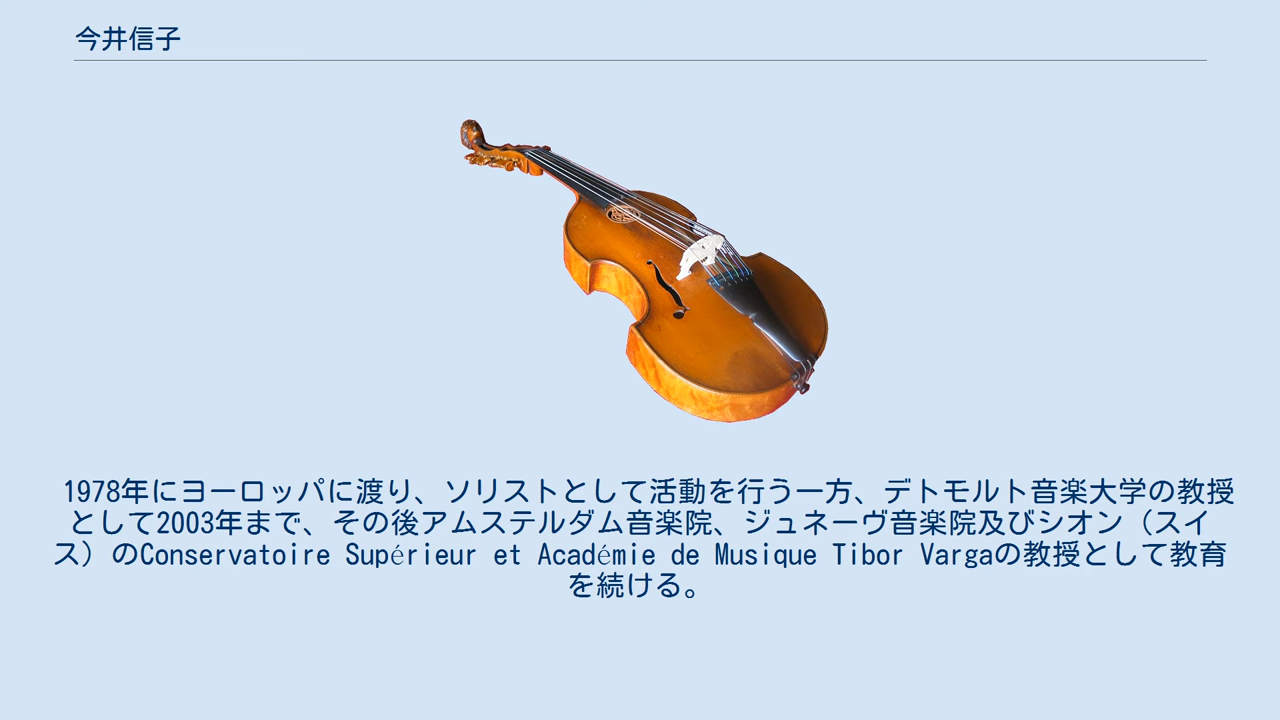 今井信子
1978年にヨーロッパに渡り、ソリストとして活動を行う一方、デトモルト音楽大学の教授
として2003年まで、その後アムステルダム音楽院、ジュネーヴ音楽院及びシオン（スイ
ス）のConservatoire Supérieur et Académie de Musique Tibor Vargaの教授として教育
を続ける。